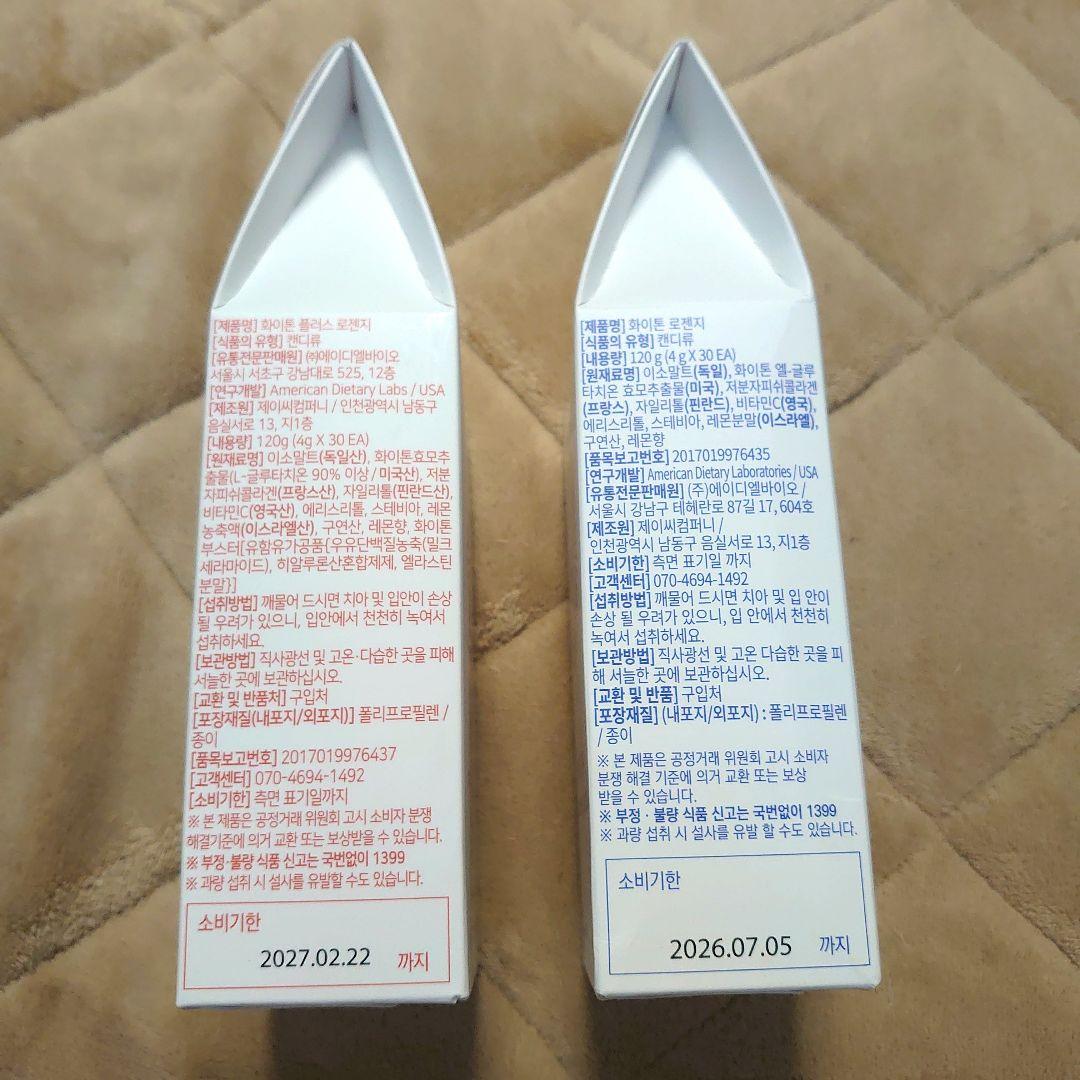 [제품명] 화이톤 플러스 로젠지
[식품의 유형] 캔디류
[유통전문판매원] ㈜에이디엘바이오
서울시 서초구 강남대로 525, 12층
[연구개발] American Dietary Labs / USA
[제조원] 제이씨컴퍼니 / 인천광역시 남동구
음실서로 13, 지1층
[내용량] 120g (4g X 30 EA)
[원재료명] 이소말트(독일산), 화이톤효모추
출물(L-글루타치온 90% 이상 / 미국산), 저분
자피쉬콜라겐(프랑스산), 자일리톨(핀란드산),
비타민C(영국산), 에리스리톨, 스테비아, 레몬
농축액(이스라엘산), 구연산, 레몬향, 화이톤
부스터[유함유가공품{우유단백질농축(밀크
세라마이드), 히알루론산혼합제제, 엘라스틴
분말}]
[섭취방법] 깨물어 드시면 치아 및 입안이 손상
될 우려가 있으니, 입안에서 천천히 녹여서
섭취하세요.
[보관방법] 직사광선 및 고온·다습한 곳을 피해
서늘한 곳에 보관하십시오.
[교환 및 반품처] 구입처
[포장재질(내포지/외포지)] 폴리프로필렌 /
종이
[품목보고번호] 2017019976437
[고객센터] 070-4694-1492
[소비기한] 측면 표기일까지
※ 본 제품은 공정거래 위원회 고시 소비자 분쟁
해결기준에 의거 교환 또는 보상받을 수 있습니다.
※ 부정·불량 식품 신고는 국번없이 1399
※ 과량 섭취 시 설사를 유발할 수도 있습니다.
소비기한
2027.02.22 까지
[제품명] 화이톤 로젠지
[식품의 유형] 캔디류
[내용량] 120 g (4 g X 30 EA)
[원재료명] 이소말트(독일), 화이톤 엘-글루
타치온 효모추출물(미국), 저분자피쉬콜라겐
(프랑스), 자일리톨(핀란드), 비타민C(영국),
에리스리톨, 스테비아, 레몬분말(이스라엘),
구연산, 레몬향
[품목보고번호] 2017019976435
[연구개발] American Dietary Laboratories / USA
[유통전문판매원] (주)에이디엘바이오 /
서울시 강남구 테헤란로 87길 17, 604호
[제조원] 제이씨컴퍼니 /
인천광역시 남동구 음실서로 13, 지1층
[소비기한] 측면 표기일 까지
[고객센터] 070-4694-1492
[섭취방법] 깨물어 드시면 치아 및 입 안이
손상 될 우려가 있으니, 입 안에서 천천히
녹여서 섭취하세요.
[보관방법] 직사광선 및 고온 다습한 곳을 피
해 서늘한 곳에 보관하십시오.
[교환 및 반품] 구입처
[포장재질] (내포지/외포지) : 폴리프로필렌
/ 종이
※ 본 제품은 공정거래 위원회 고시 소비자
분쟁 해결 기준에 의거 교환 또는 보상
받을 수 있습니다.
※ 부정·불량 식품 신고는 국번없이 1399
※ 과량 섭취 시 설사를 유발 할 수도 있습니다.
소비기한
2026.07.05 까지